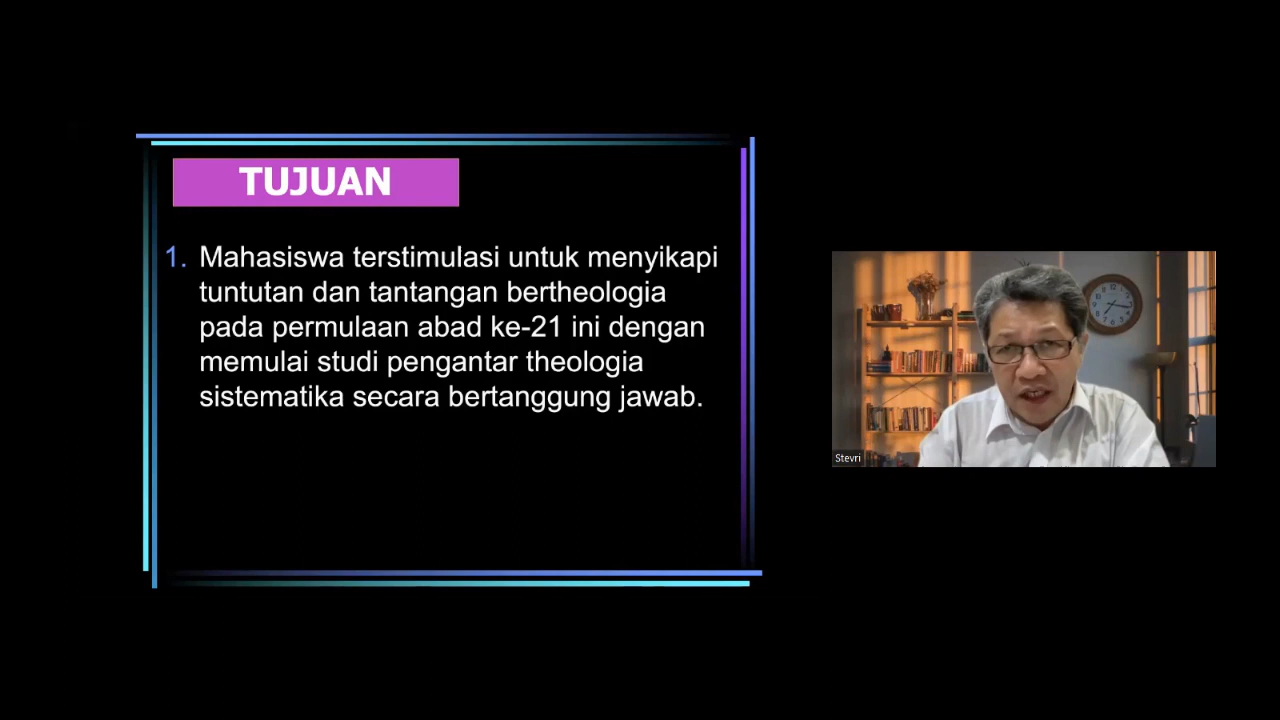 TUJUAN
1. Mahasiswa terstimulasi untuk menyikapi
tuntutan dan tantangan bertheologia
pada permulaan abad ke-21 ini dengan
memulai studi pengantar theologia
sistematika secara bertanggung jawab.
Stevri